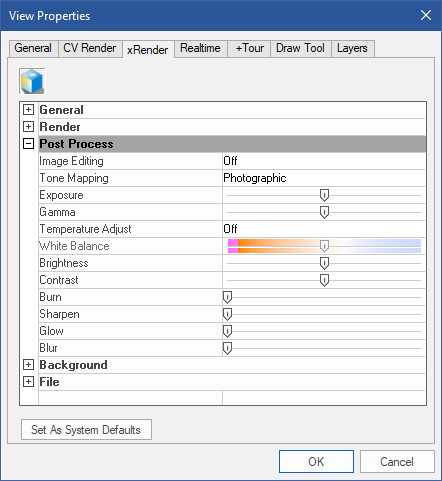 View Properties
General CV Render xRender Realtime +Tour Draw Tool Layers
General
Render
Post Process
Image Editing Off
Tone Mapping Photographic
Exposure
Gamma
Temperature Adjust Off
White Balance
Brightness
Contrast
Burn
Sharpen
Glow
Blur
Background
File
Set As System Defaults
OK Cancel